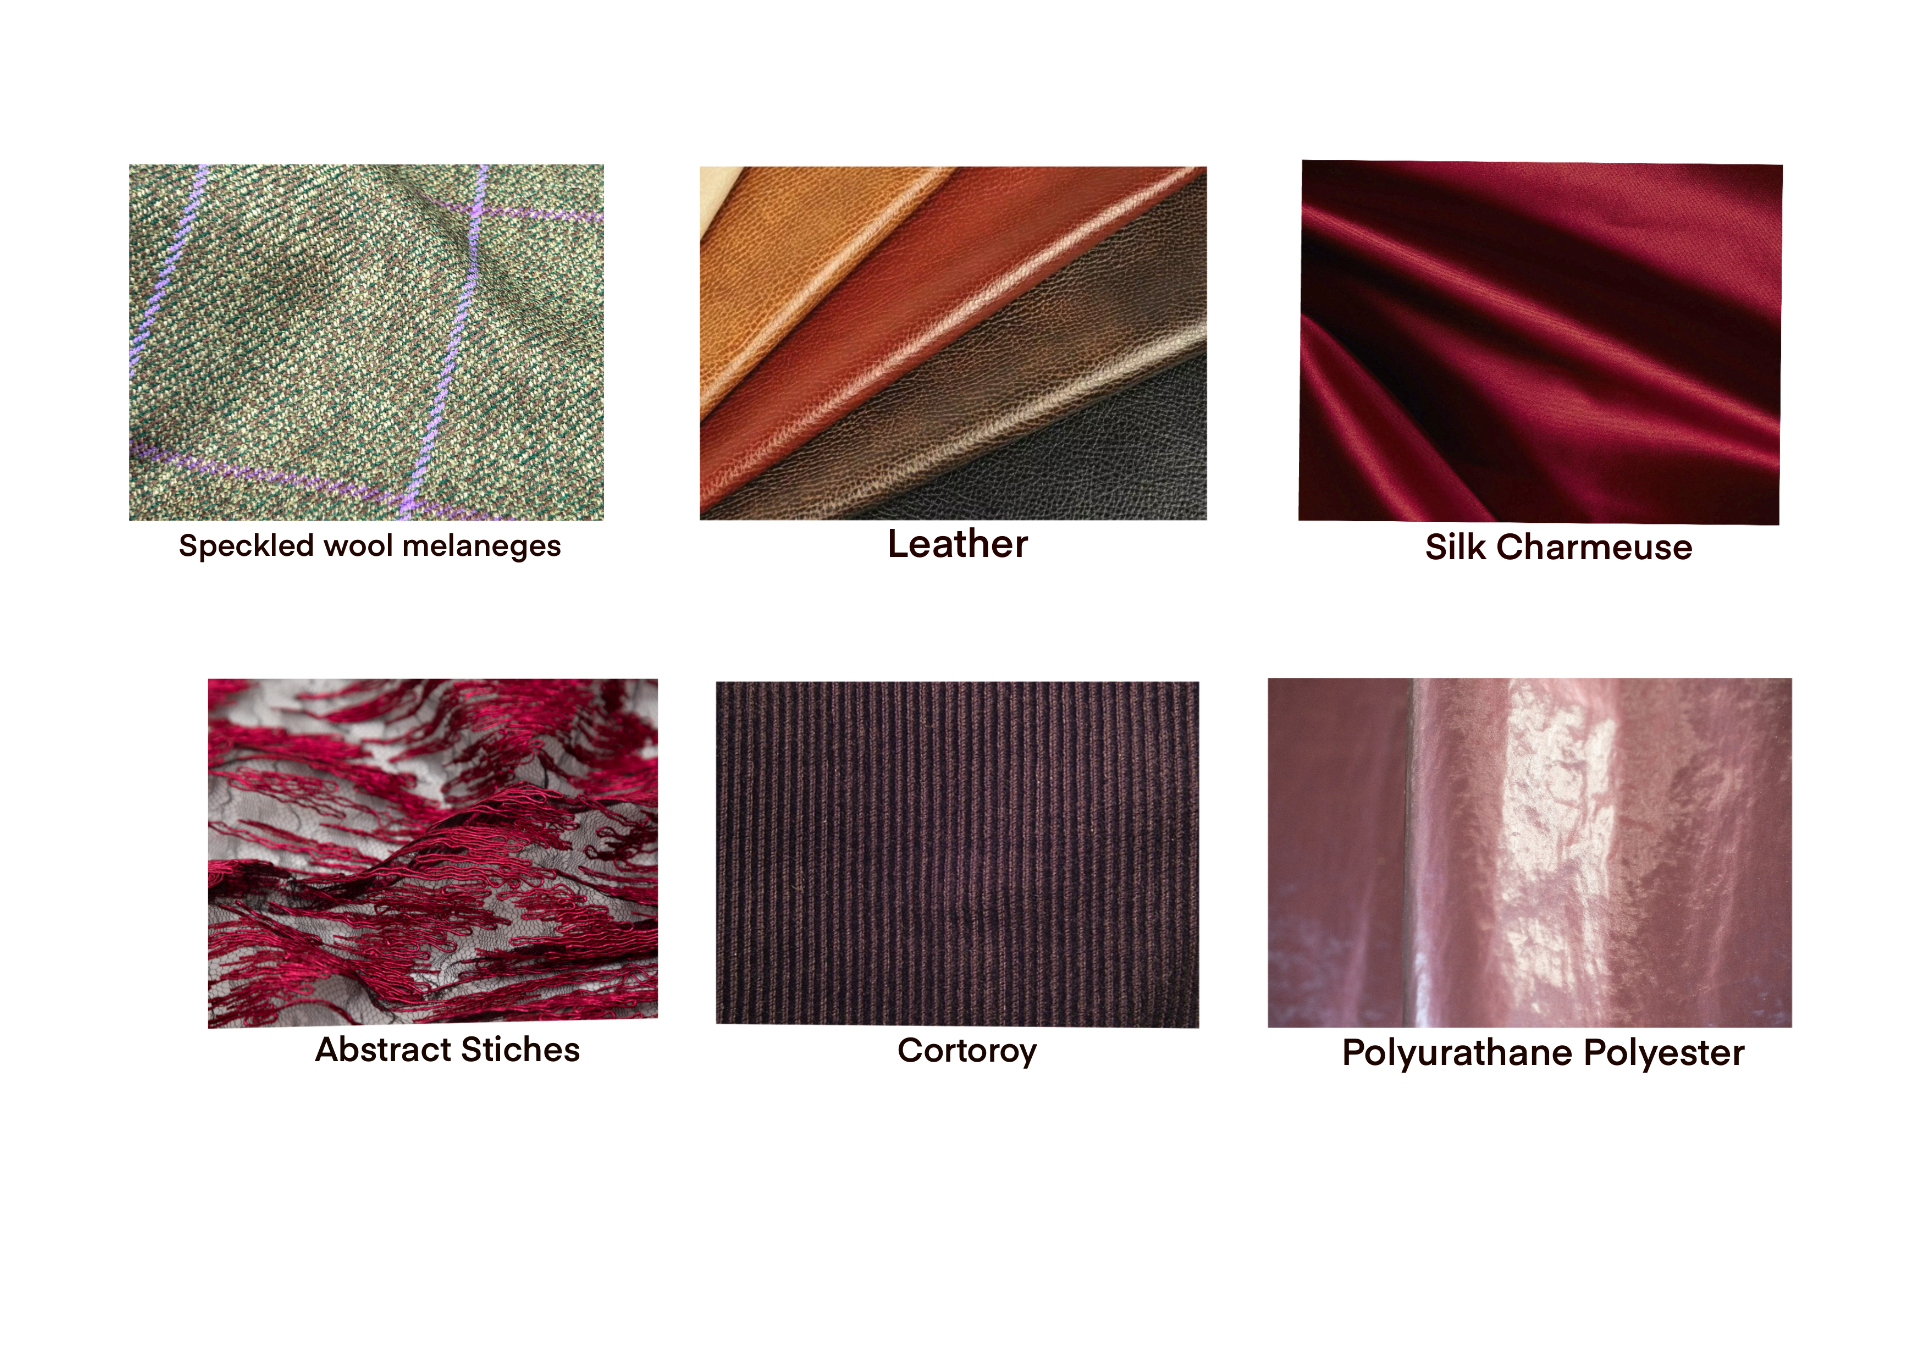 Speckled wool melaneges
Leather
Silk Charmeuse
Abstract Stiches
Cortoroy
Polyurathane Polyester